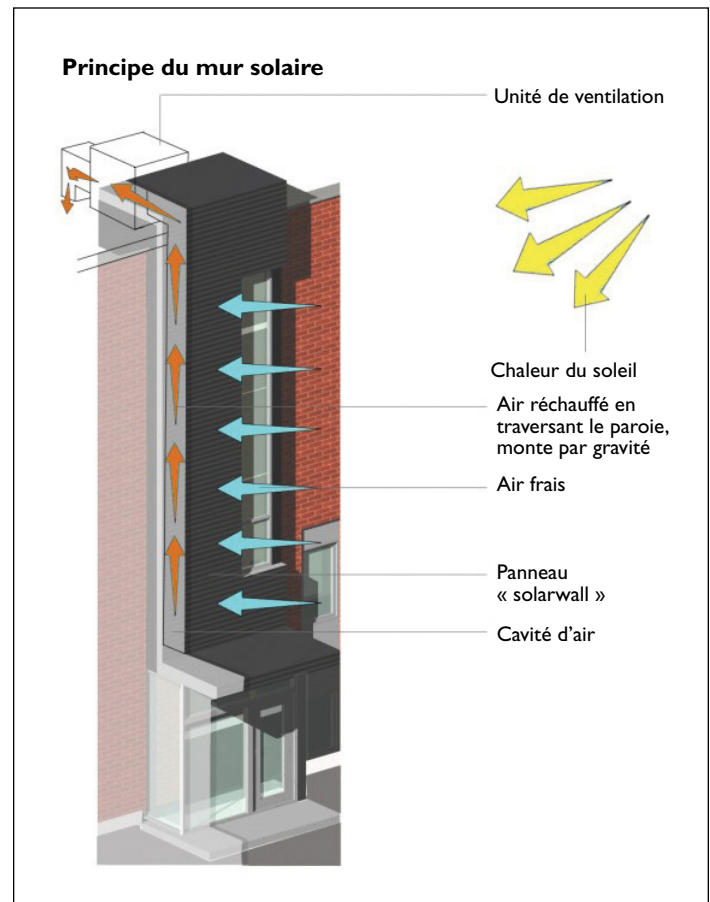 Principe du mur solaire
Unité de ventilation
Chaleur du soleil
Air réchauffé en
traversant le paroie,
monte par gravité
Air frais
Panneau
« solarwall »
Cavité d'air